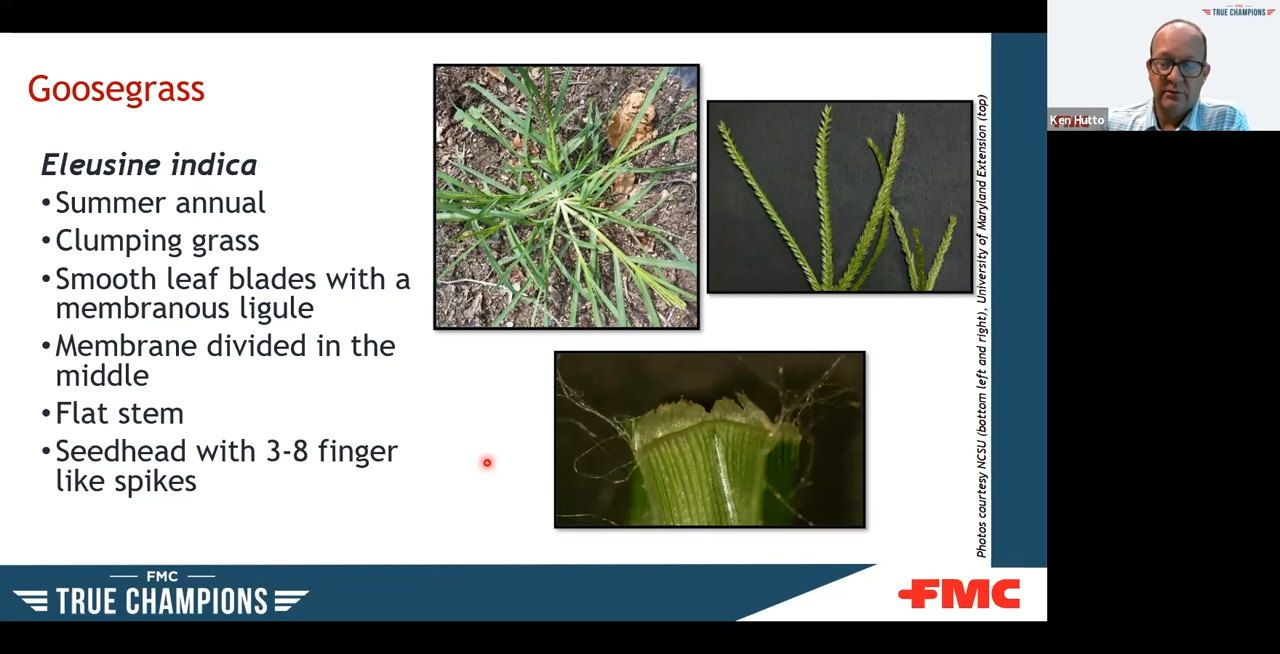 Goosegrass
Eleusine indica
•Summer annual
•Clumping grass
•Smooth leaf blades with a
membranous ligule
•Membrane divided in the
middle
•Flat stem
•Seedhead with 3-8 finger
like spikes
Photos courtesy NCSU (bottom left and right), University of Maryland Extension (top)
FMC
TRUE CHAMPIONS
FMC
FMC
TRUE CHAMPIONS
Ken Hutto